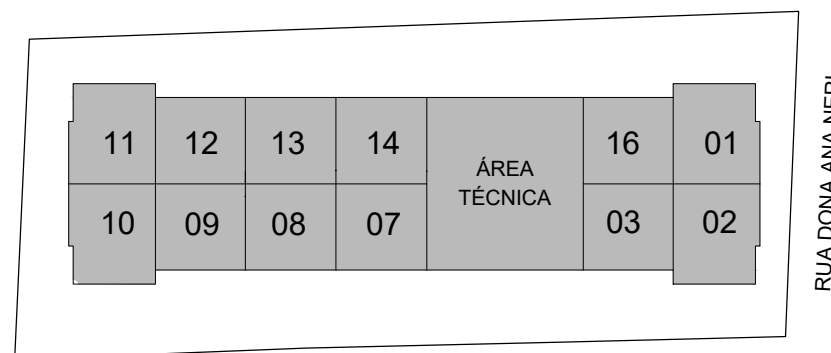 11 12 13 14 16 01
ÁREA
TÉCNICA
10 09 08 07 03 02
RUA DONA ANA NERI